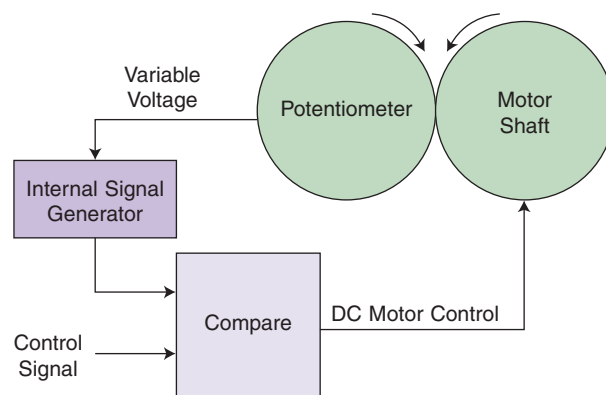 Variable
Voltage
Potentiometer
Motor
Shaft
Internal Signal
Generator
Compare
DC Motor Control
Control
Signal